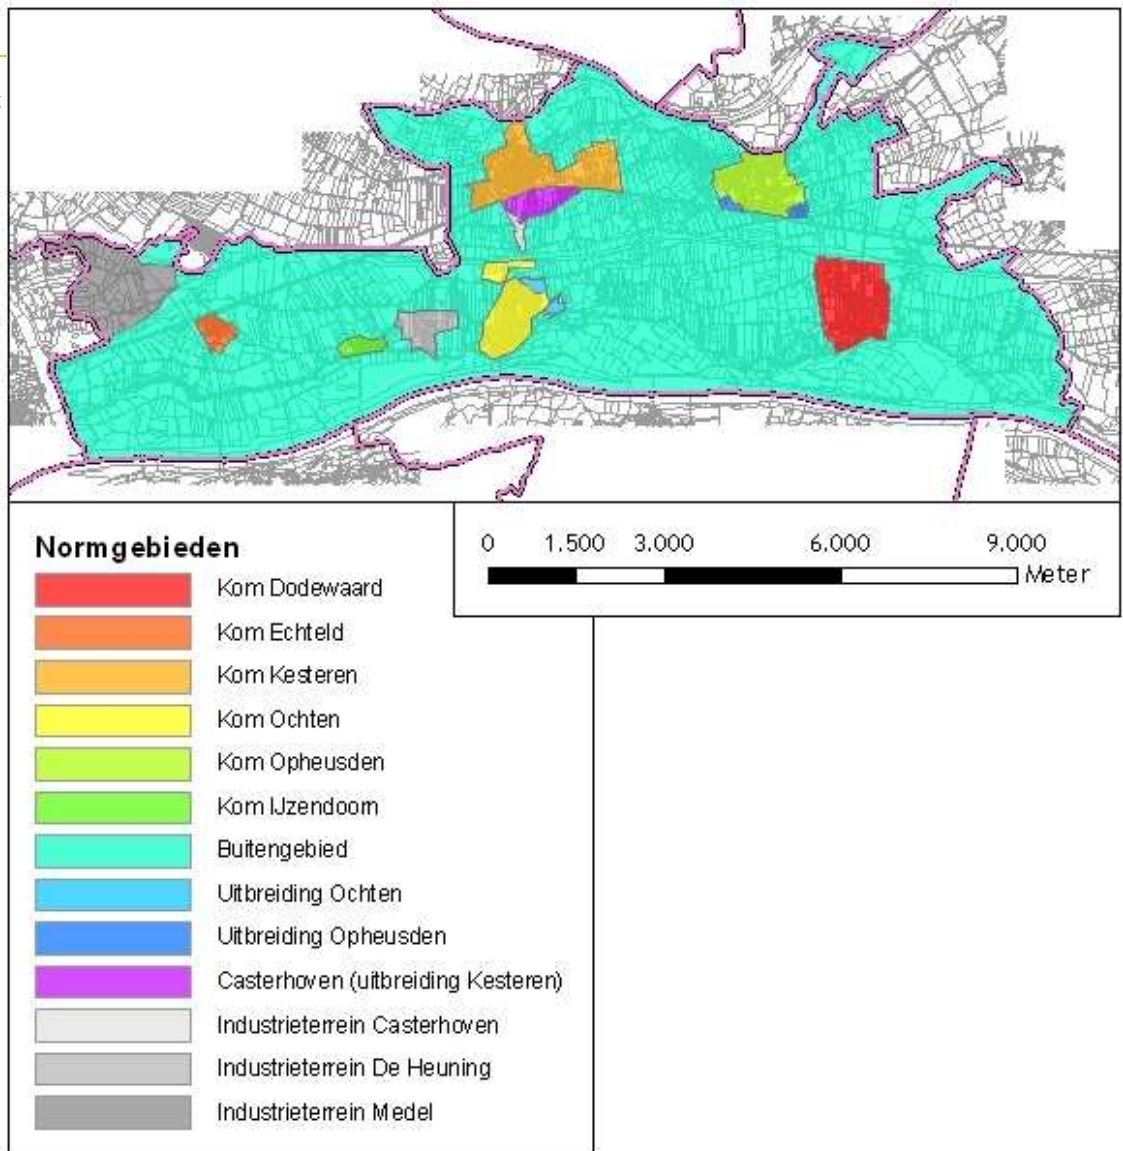 Normgebieden
Kom Dodewaard
Kom Echteld
Kom Kesteren
Kom Ochten
Kom Opheusden
Kom IJzendoorn
Buitengebied
Uitbreiding Ochten
Uitbreiding Opheusden
Casterhoven (uitbreiding Kesteren)
Industrieterrein Casterhoven
Industrieterrein De Heuning
Industrieterrein Medel
0 1.500 3.000 6.000 9.000
Meter